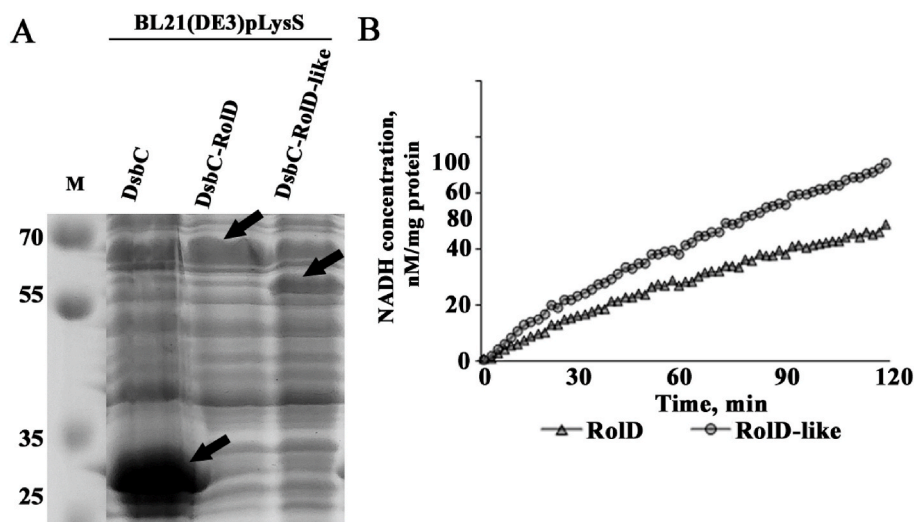 A
BL21(DE3)pLysS
M
DsbC
DsbC-RolD
DsbC-RolD-like
70
55
35
25
B
NADH concentration,
nM/mg protein
100
60
80
40
20
0
0 30 60 90 120
Time, min
RolD RolD-like